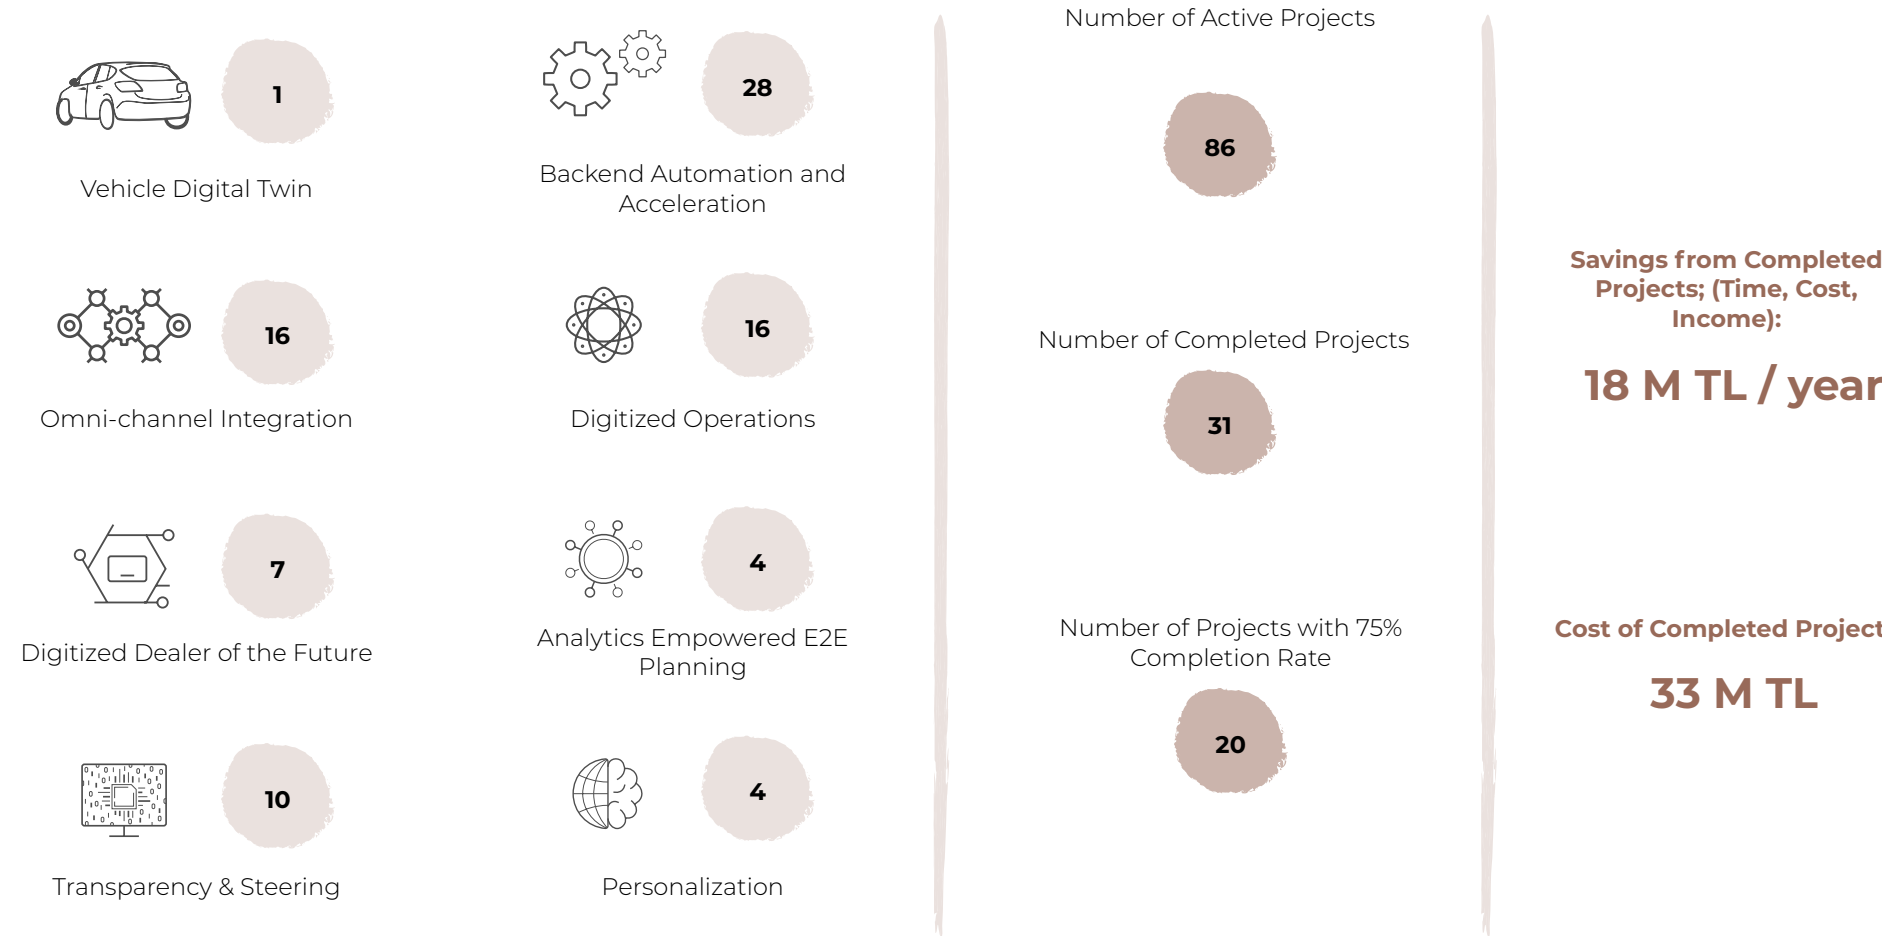 1
Vehicle Digital Twin
28
Backend Automation and
Acceleration
16
Omni-channel Integration
16
Digitized Operations
7
Digitized Dealer of the Future
4
Analytics Empowered E2E
Planning
10
Transparency & Steering
4
Personalization
Number of Active Projects
86
Number of Completed Projects
31
Number of Projects with 75%
Completion Rate
20
Savings from Completed
Projects; (Time, Cost,
Income):
18 M TL / year
Cost of Completed Project
33 M TL